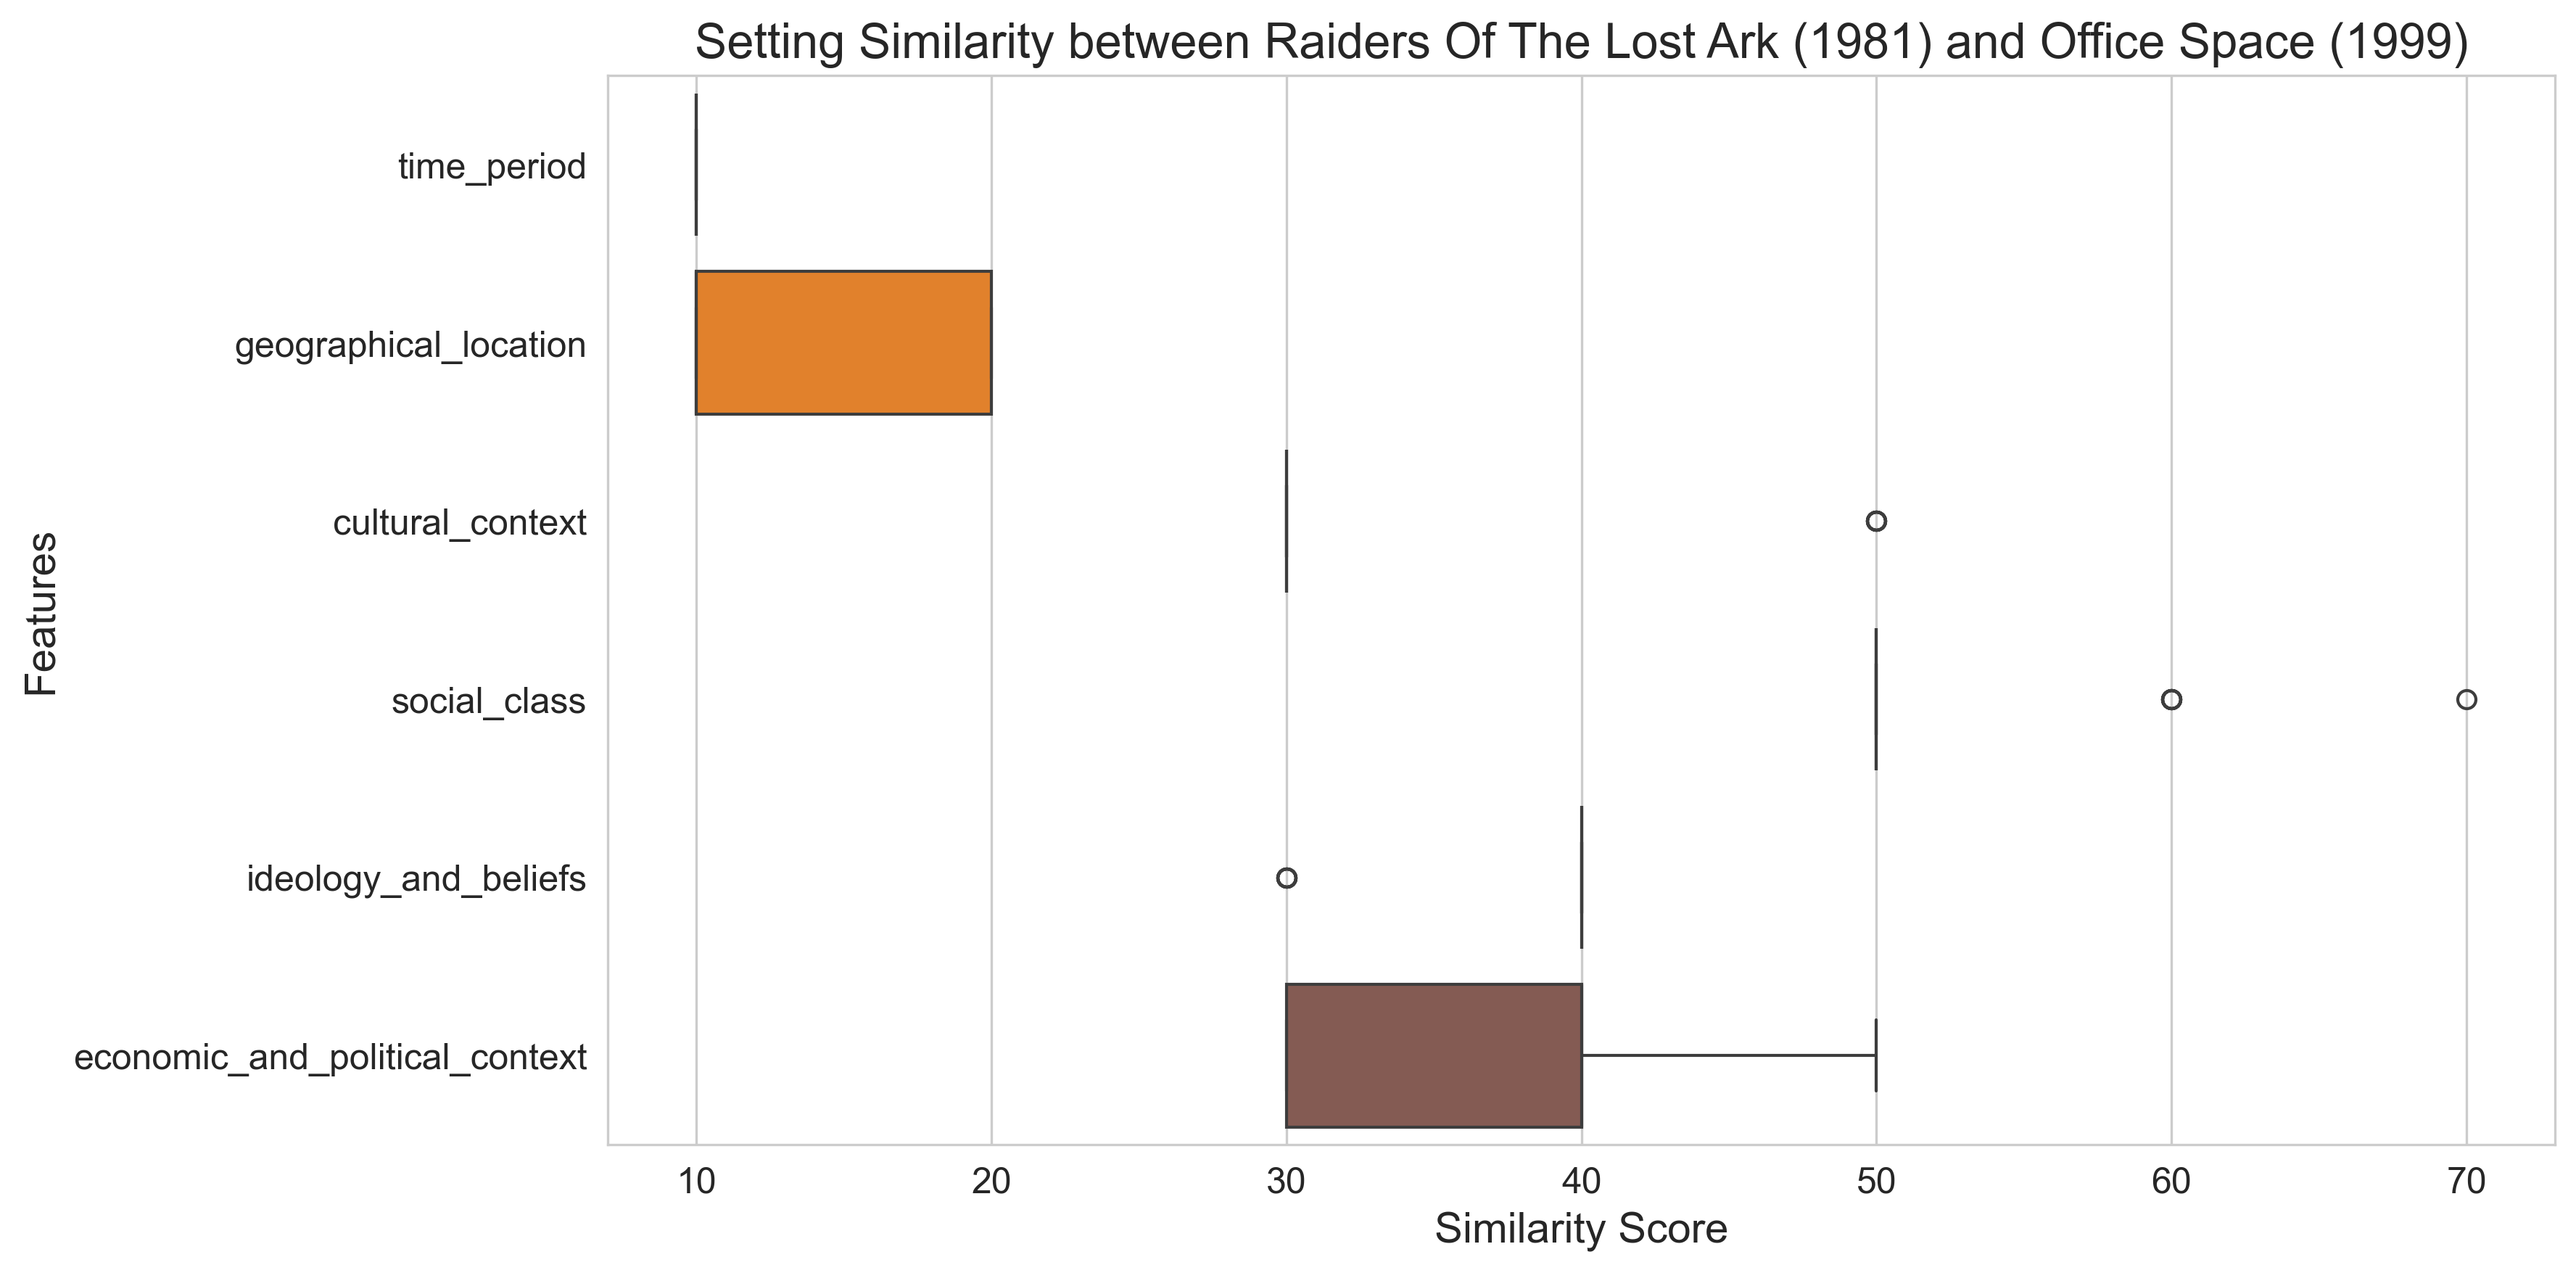 Setting Similarity between Raiders Of The Lost Ark (1981) and Office Space (1999)
Features
time_period
geographical_location
cultural_context
social_class
ideology_and_beliefs
economic_and_political_context
10 20 30 40 50 60 70
Similarity Score